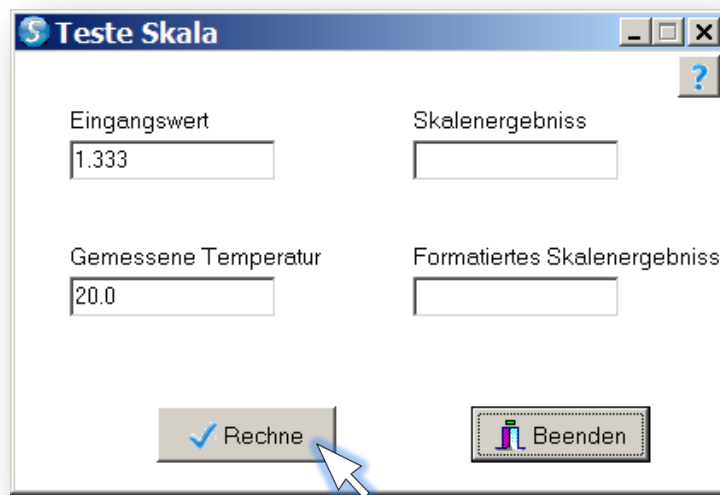 Teste Skala
?
Eingangswert
Skalenergebniss
1.333
Gemessene Temperatur
Formatiertes Skalenergebniss
20.0
Rechne
Beenden